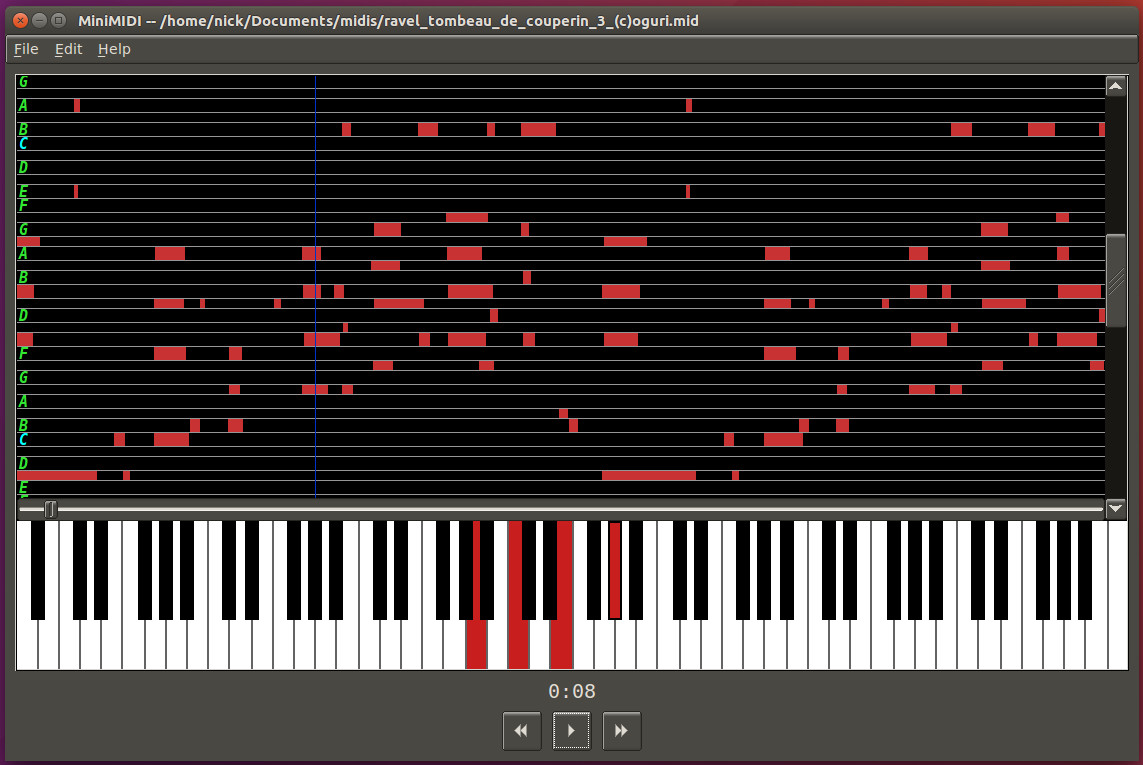 MiniMIDI -- /home/nick/Documents/midis/ravel_tombeau_de_couperin_3_(c)oguri.mid
File Edit Help
G
A
B
C
D
E
F
G
A
B
D
F
G
A
B
C
D
E
0:08